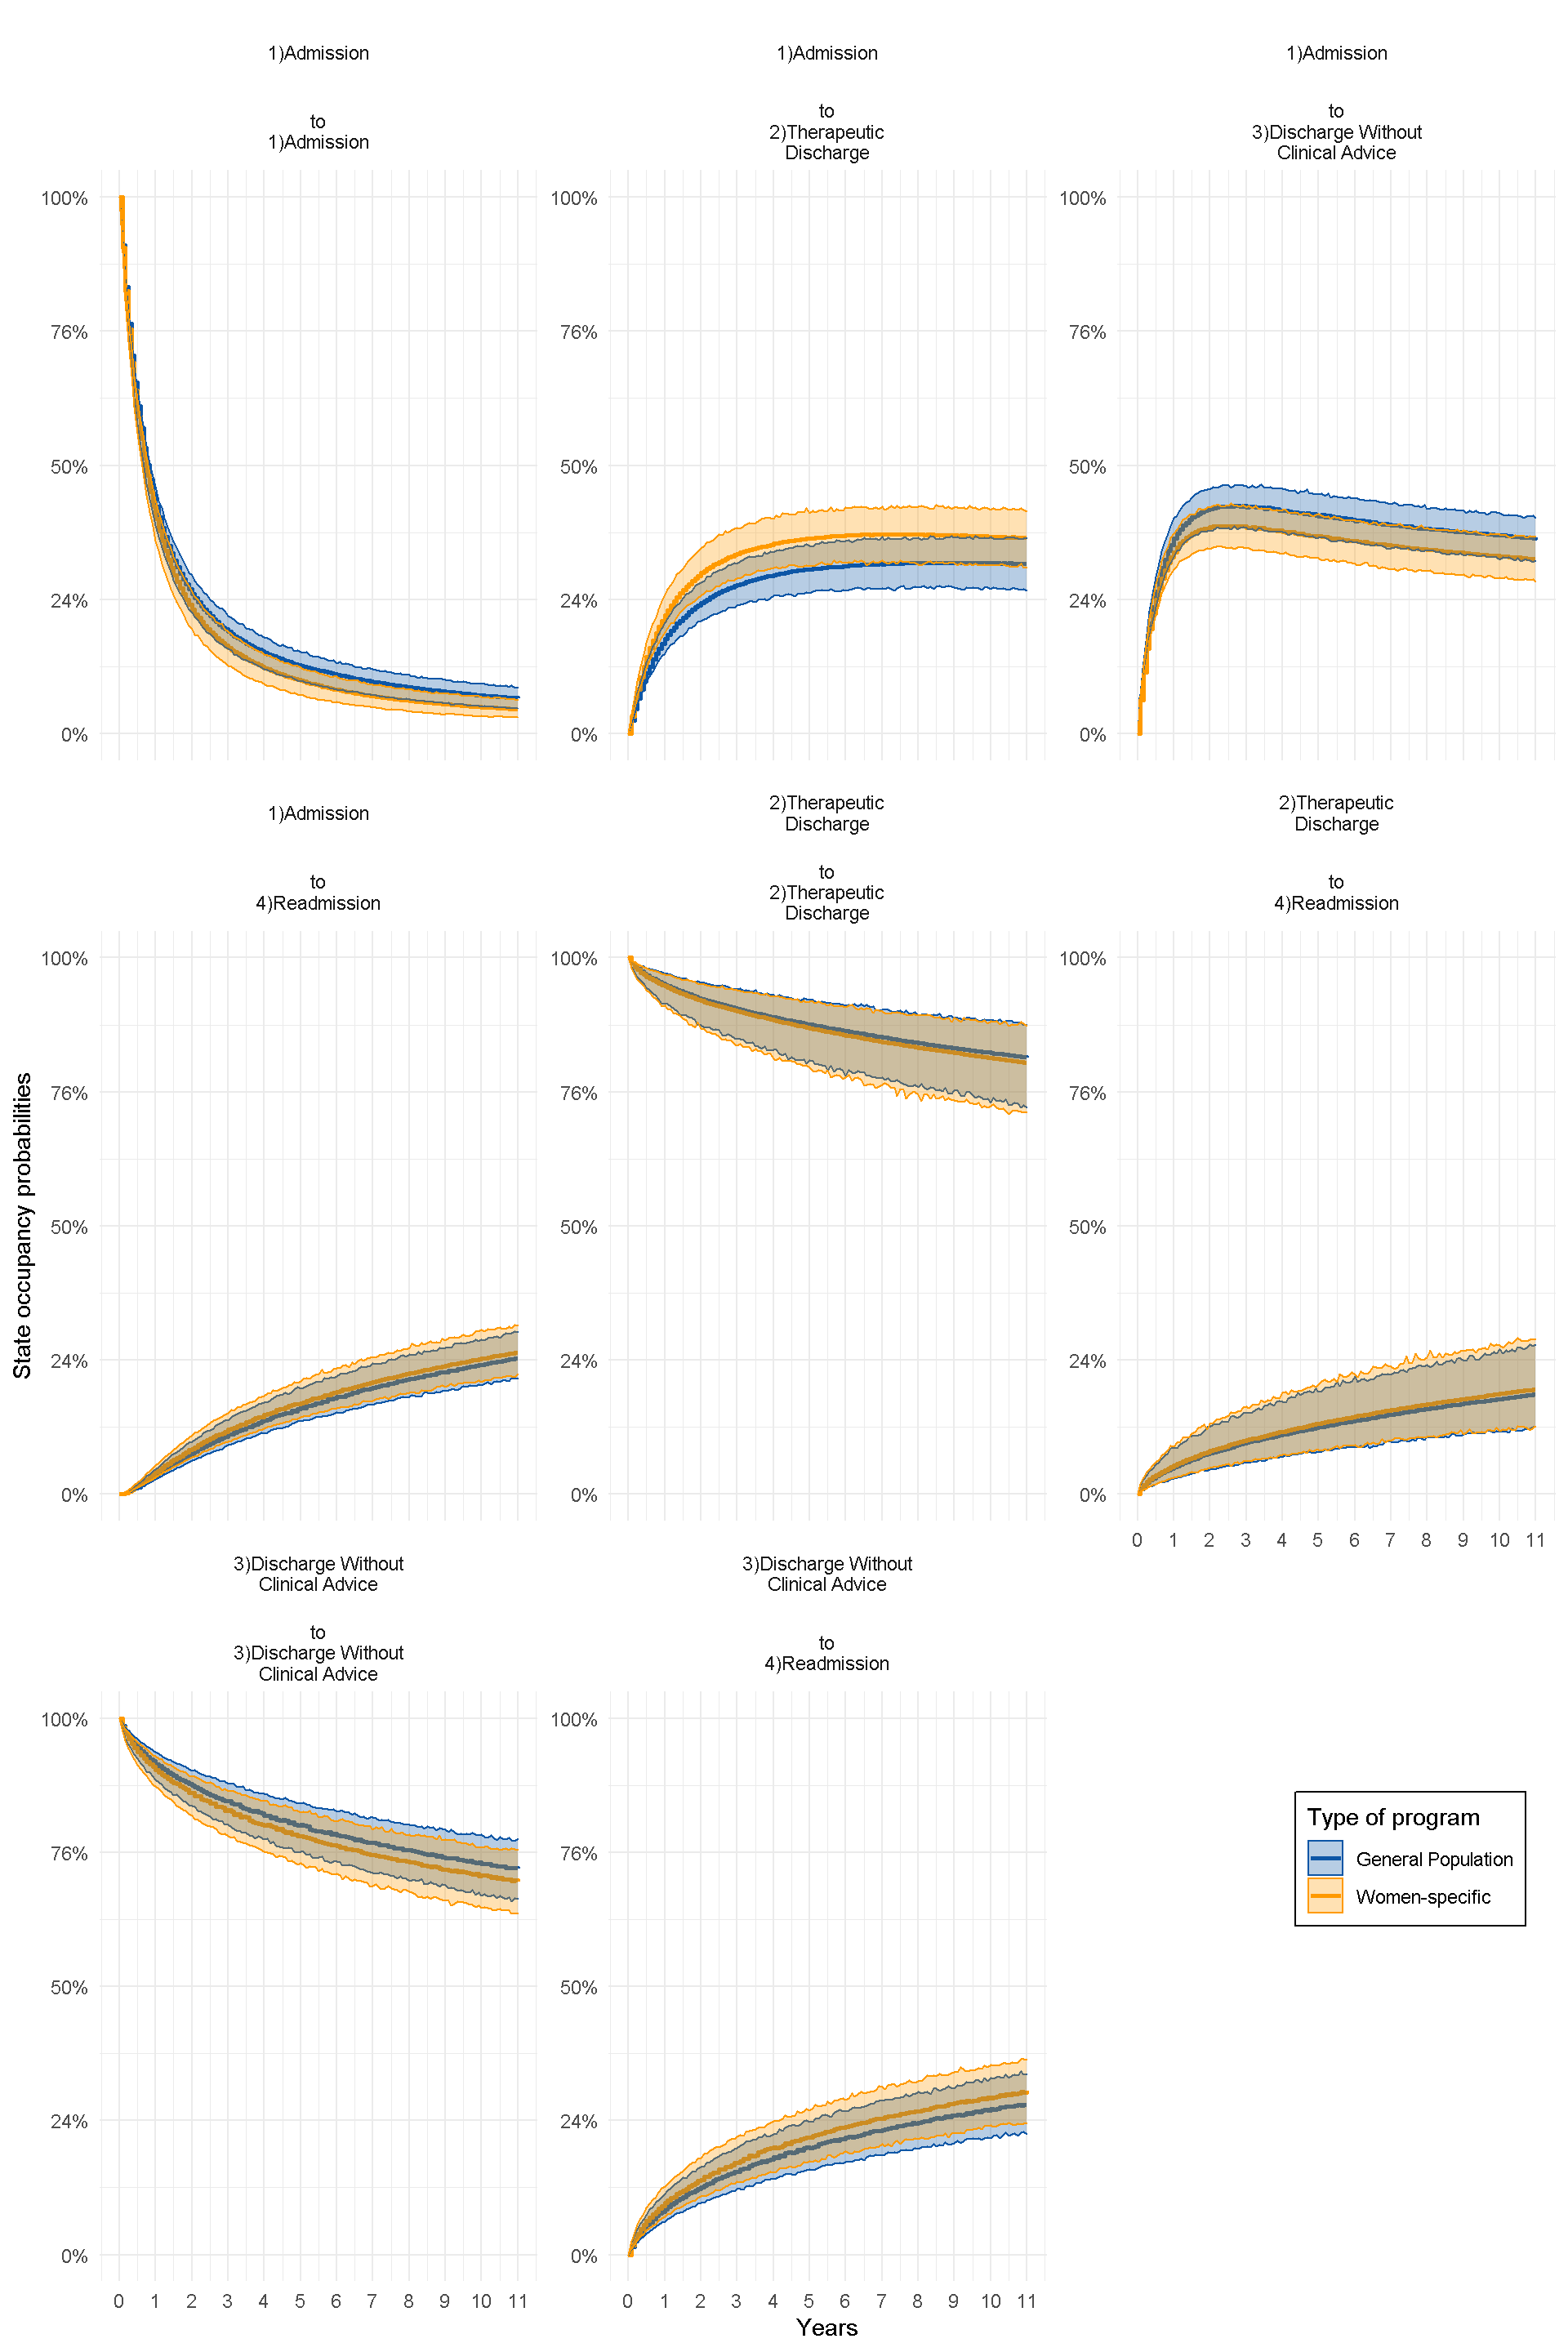 1)Admission
to
1)Admission
1)Admission
to
2)Therapeutic
Discharge
1)Admission
to
3)Discharge Without
Clinical Advice
100%
76%
50%
24%
0%
100%
76%
50%
24%
0%
100%
76%
50%
24%
0%
1)Admission
to
4)Readmission
2)Therapeutic
Discharge
to
2)Therapeutic
Discharge
2)Therapeutic
Discharge
to
4)Readmission
State occupancy probabilities
100%
76%
50%
24%
0%
100%
76%
50%
24%
0%
100%
76%
50%
24%
0%
0 1 2 3 4 5 6 7 8 9 10 11
3)Discharge Without
Clinical Advice
to
3)Discharge Without
Clinical Advice
3)Discharge Without
Clinical Advice
to
4)Readmission
100%
76%
50%
24%
0%
0 1 2 3 4 5 6 7 8 9 10 11
100%
76%
50%
24%
0%
0 1 2 3 4 5 6 7 8 9 10 11
Years
Type of program
General Population
Women-specific